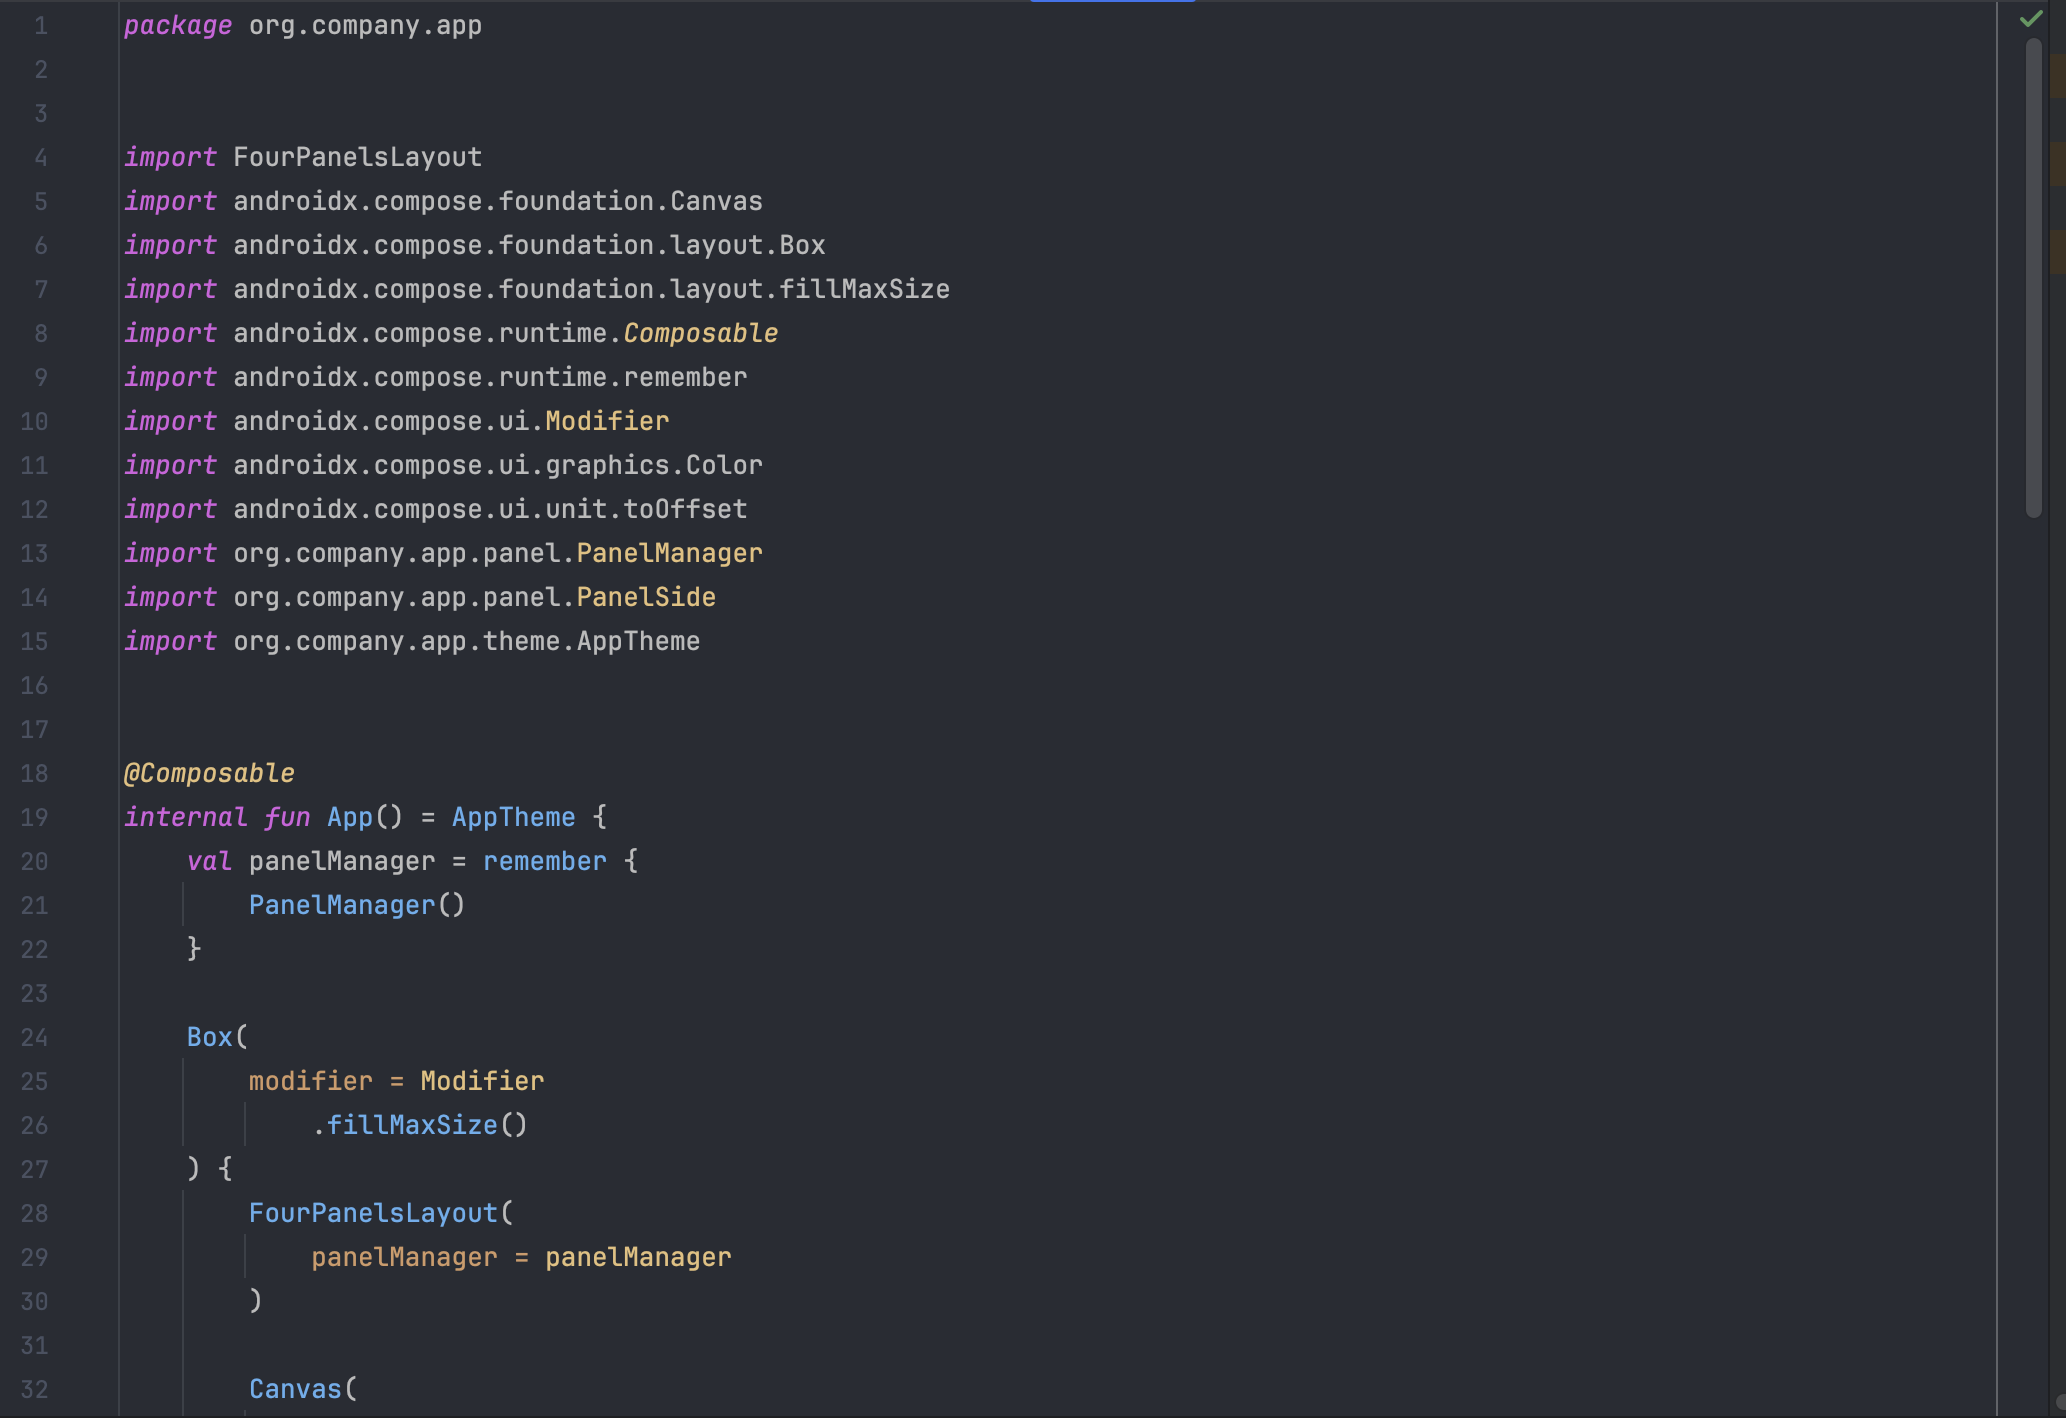 1 package org.company.app
2
3
4 import FourPanelsLayout
5 import androidx.compose.foundation.Canvas
6 import androidx.compose.foundation.layout.Box
7 import androidx.compose.foundation.layout.fillMaxSize
8 import androidx.compose.runtime.Composable
9 import androidx.compose.runtime.remember
10 import androidx.compose.ui.Modifier
11 import androidx.compose.ui.graphics.Color
12 import androidx.compose.ui.unit.toOffset
13 import org.company.app.panel.PanelManager
14 import org.company.app.panel.PanelSide
15 import org.company.app.theme.AppTheme
16
17
18 @Composable
19 internal fun App() = AppTheme {
20     val panelManager = remember {
21         PanelManager()
22     }
23
24     Box(
25         modifier = Modifier
26             .fillMaxSize()
27     ) {
28         FourPanelsLayout(
29             panelManager = panelManager
30         )
31
32         Canvas(